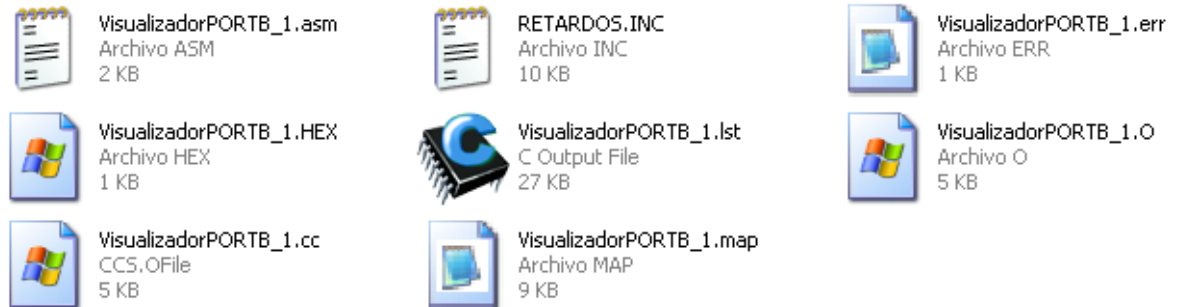 VisualizadorPORTB_1.asm
Archivo ASM
2 KB
RETARDOS.INC
Archivo INC
10 KB
VisualizadorPORTB_1.err
Archivo ERR
1 KB
VisualizadorPORTB_1.HEX
Archivo HEX
1 KB
VisualizadorPORTB_1.lst
C Output File
27 KB
VisualizadorPORTB_1.O
Archivo O
5 KB
VisualizadorPORTB_1.cc
CCS.OFile
5 KB
VisualizadorPORTB_1.map
Archivo MAP
9 KB